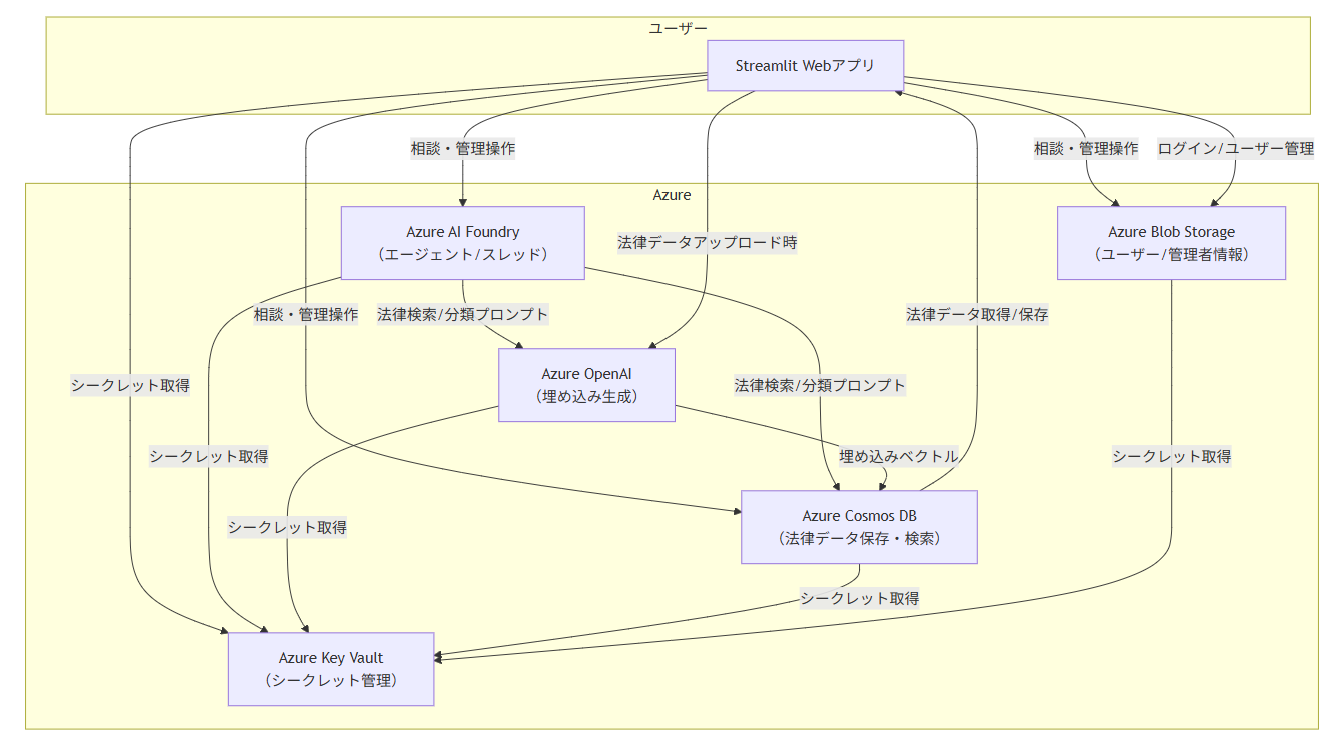 ユーザー
Streamlit Webアプリ
相談・管理操作
相談・管理操作
ログイン/ユーザー管理
Azure
Azure AI Foundry
（エージェント/スレッド）
Azure Blob Storage
（ユーザー/管理者情報）
法律データアップロード時
相談・管理操作
法律検索/分類プロンプト
法律データ取得/保存
Azure OpenAI
（埋め込み生成）
シークレット取得
法律検索/分類プロンプト
シークレット取得
埋め込みベクトル
シークレット取得
シークレット取得
Azure Cosmos DB
（法律データ保存・検索）
シークレット取得
Azure Key Vault
（シークレット管理）